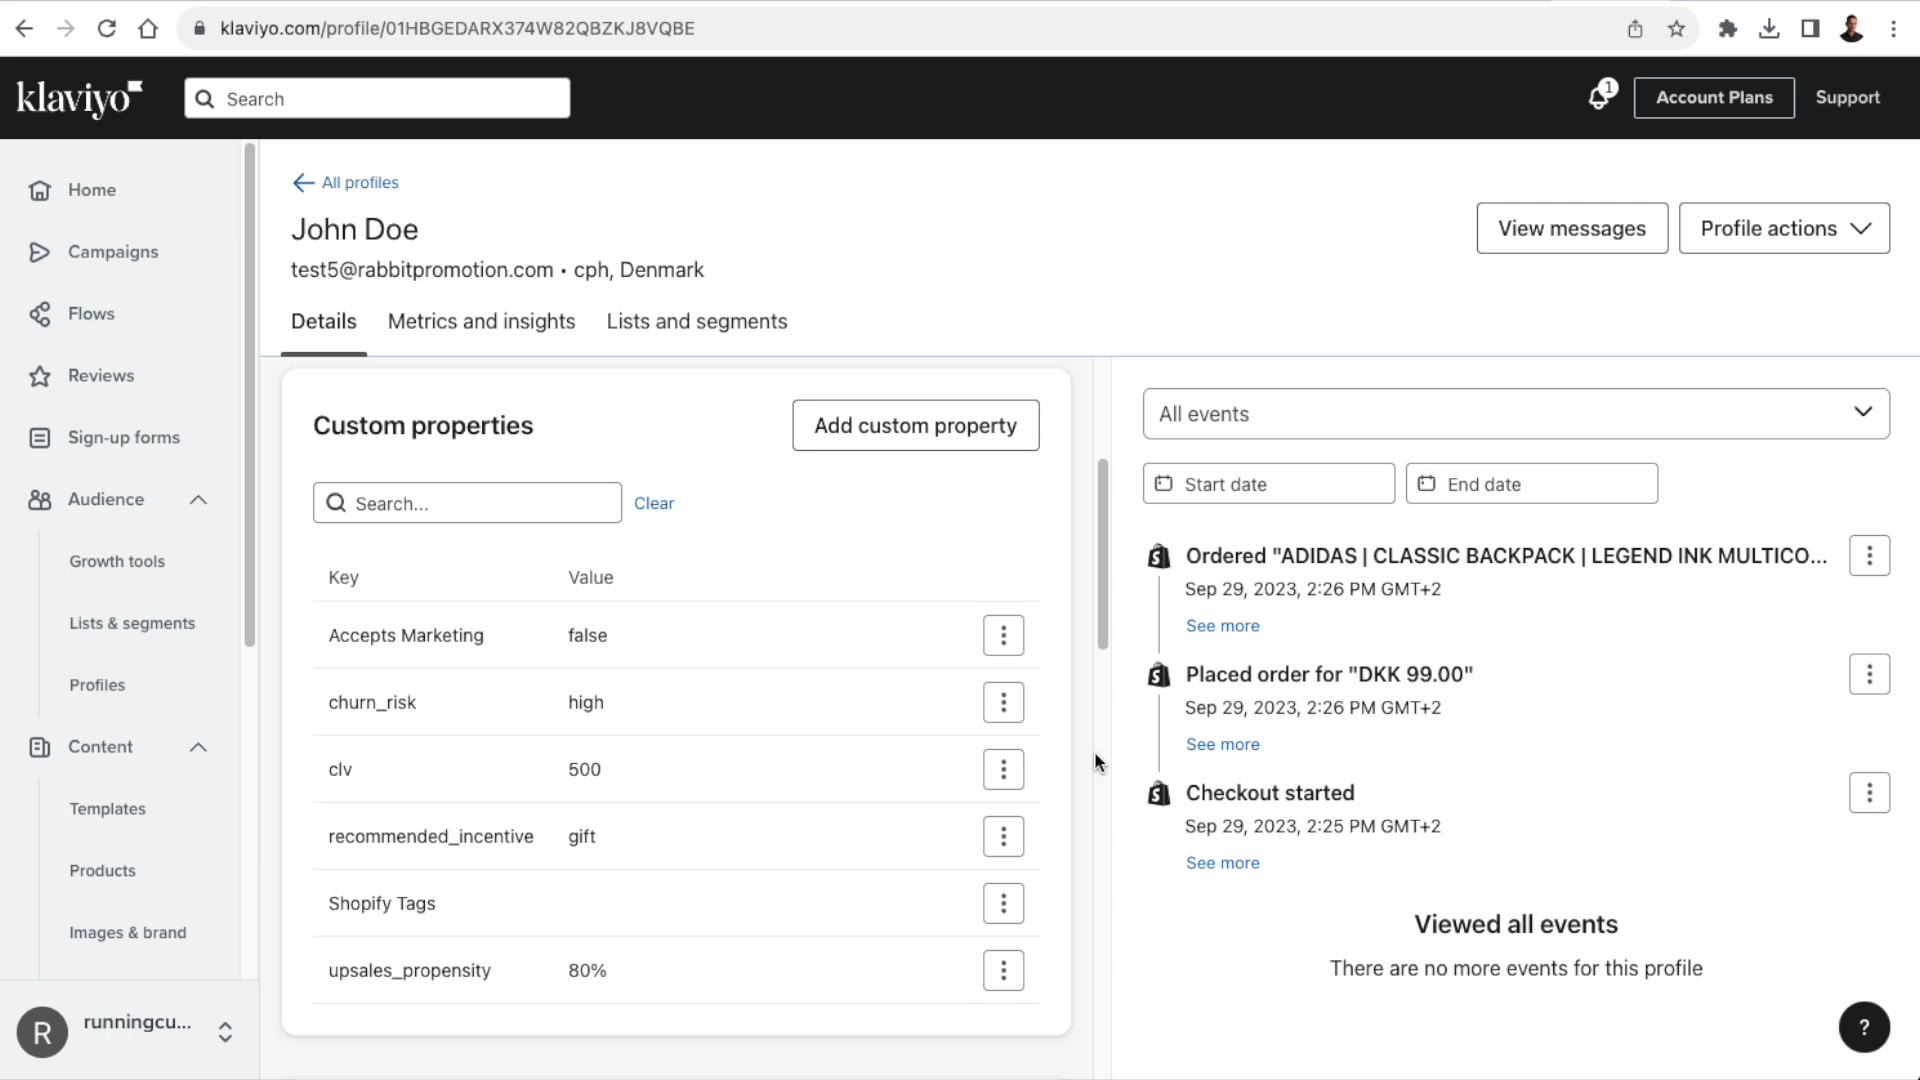 klaviyo.com/profile/01HBGEDARX374W82QBZKJ8VQBE
klaviyo
Search
1
Account Plans
Support
Home
Campaigns
Flows
Reviews
Sign-up forms
Audience
Growth tools
Lists & segments
Profiles
Content
Templates
Products
Images & brand
R
runningcu...
All profiles
John Doe
test5@rabbitpromotion.com • cph, Denmark
View messages
Profile actions
Details
Metrics and insights
Lists and segments
Custom properties
Add custom property
Search...
Clear
Key Value
Accepts Marketing false
churn_risk high
clv 500
recommended_incentive gift
Shopify Tags
upsales_propensity 80%
All events
Start date
End date
Ordered "ADIDAS | CLASSIC BACKPACK | LEGEND INK MULTICO...
Sep 29, 2023, 2:26 PM GMT+2
See more
Placed order for "DKK 99.00"
Sep 29, 2023, 2:26 PM GMT+2
See more
Checkout started
Sep 29, 2023, 2:25 PM GMT+2
See more
Viewed all events
There are no more events for this profile
?